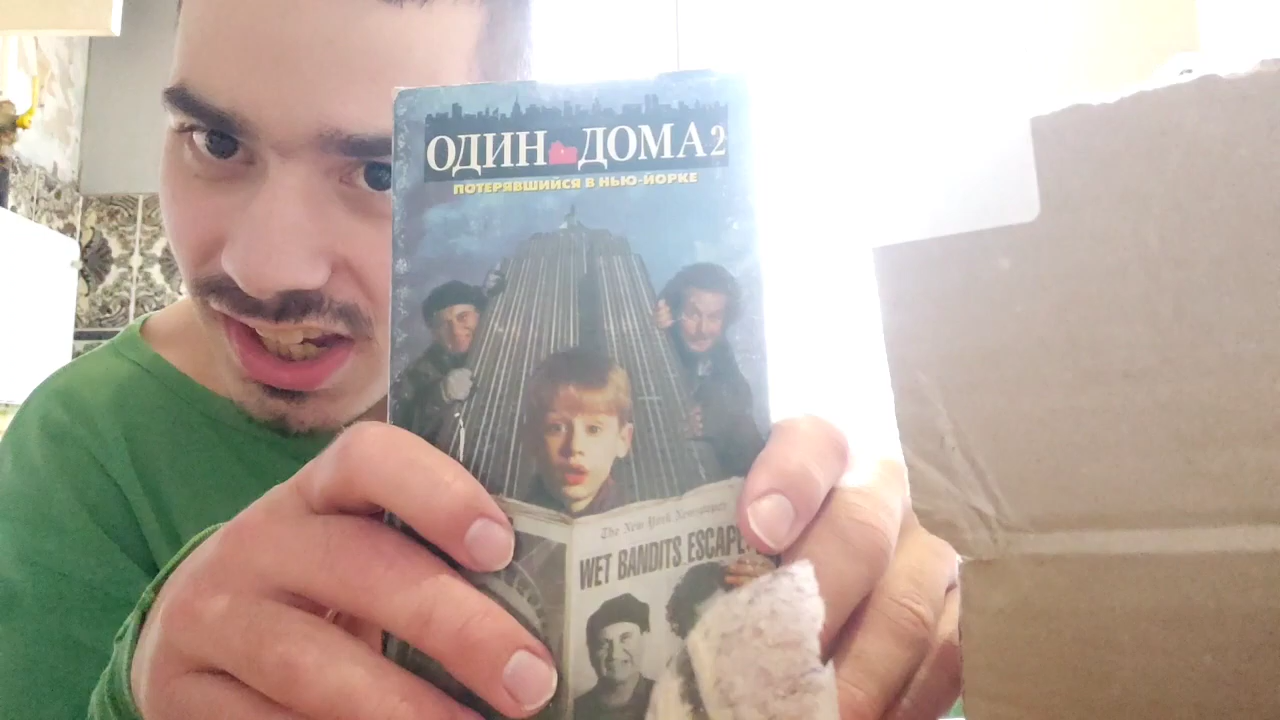 ОДИН ДОМА 2
ПОТЕРЯВШИЙСЯ В НЬЮ-ЙОРКЕ
The New York Newspaper
WET BANDITS ESCAPE